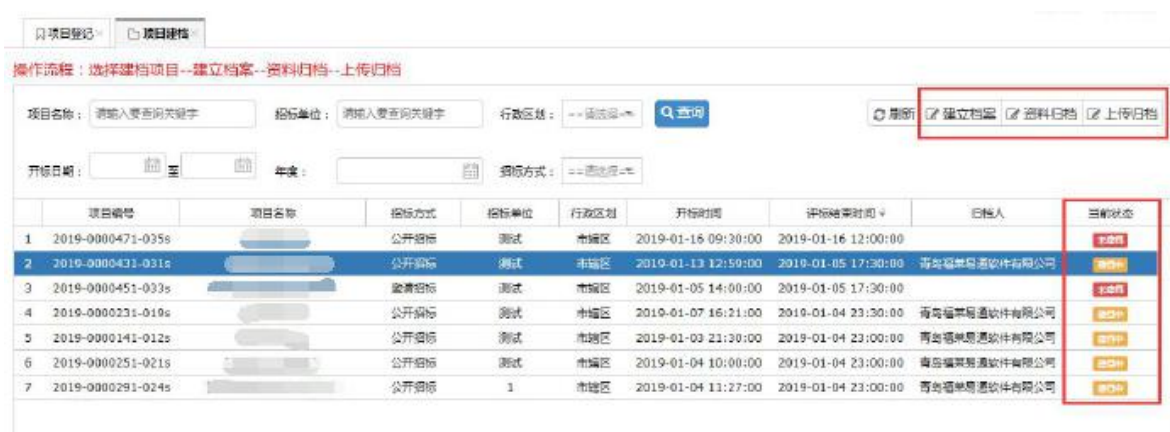 项目登记 项目建档
操作流程：选择建档项目--建立档案--资料归档--上传归档
项目名称： 请输入要查询关键字 招标单位： 请输入要查询关键字 行政区划： ==请选择== 查询 刷新 建立档案 资料归档 上传归档
开标日期： 至 年度： 招标方式： ==请选择==
项目编号 项目名称 招标方式 招标单位 行政区划 开标时间 评标结束时间 归档人 当前状态
1 2019-0000471-035s 公开招标 测试 市辖区 2019-01-16 09:30:00 2019-01-16 12:00:00
2 2019-0000431-031s 公开招标 测试 市辖区 2019-01-13 12:59:00 2019-01-05 17:30:00 青岛福莱易通软件有限公司
3 2019-0000451-033s 邀请招标 测试 市辖区 2019-01-05 14:00:00 2019-01-05 17:30:00
4 2019-0000231-019s 公开招标 测试 市辖区 2019-01-07 16:21:00 2019-01-04 23:30:00 青岛福莱易通软件有限公司
5 2019-0000141-012s 公开招标 测试 市辖区 2019-01-03 21:30:00 2019-01-04 23:00:00 青岛福莱易通软件有限公司
6 2019-0000251-021s 公开招标 测试 市辖区 2019-01-04 10:00:00 2019-01-04 23:00:00 青岛福莱易通软件有限公司
7 2019-0000291-024s 公开招标 1 市辖区 2019-01-04 11:27:00 2019-01-04 23:00:00 青岛福莱易通软件有限公司